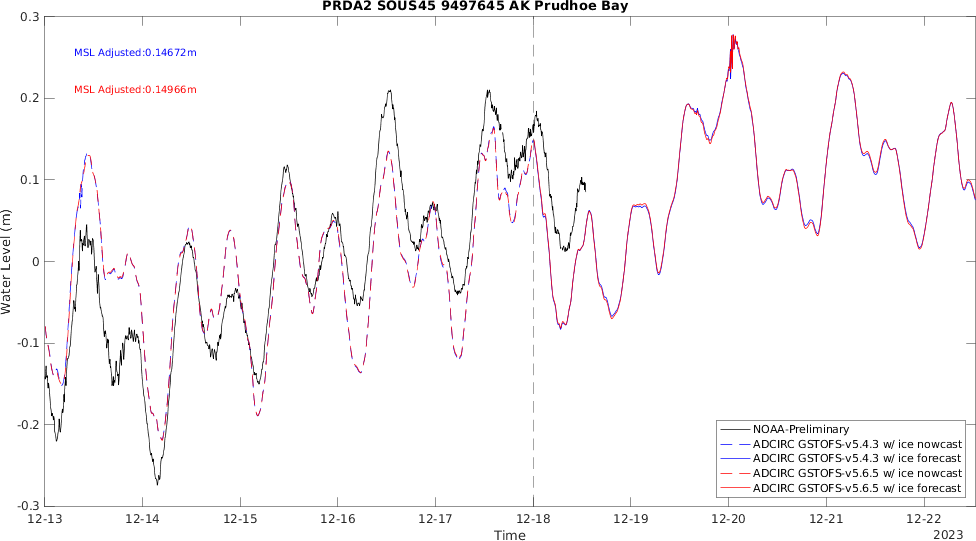 PRDA2 SOUS45 9497645 AK Prudhoe Bay
0.3
0.2
0.1
0
-0.1
-0.2
-0.3
Water Level (m)
MSL Adjusted:0.14672m
MSL Adjusted:0.14966m
NOAA-Preliminary
ADCIRC GSTOFS-v5.4.3 w/ ice nowcast
ADCIRC GSTOFS-v5.4.3 w/ ice forecast
ADCIRC GSTOFS-v5.6.5 w/ ice nowcast
ADCIRC GSTOFS-v5.6.5 w/ ice forecast
12-13 12-14 12-15 12-16 12-17 12-18 12-19 12-20 12-21 12-22
Time
2023